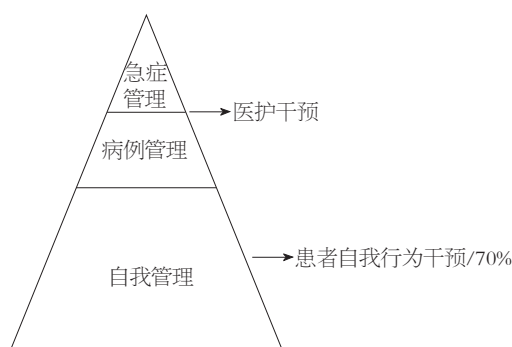 急症
管理
医护干预
病例管理
患者自我行为干预/70%
自我管理